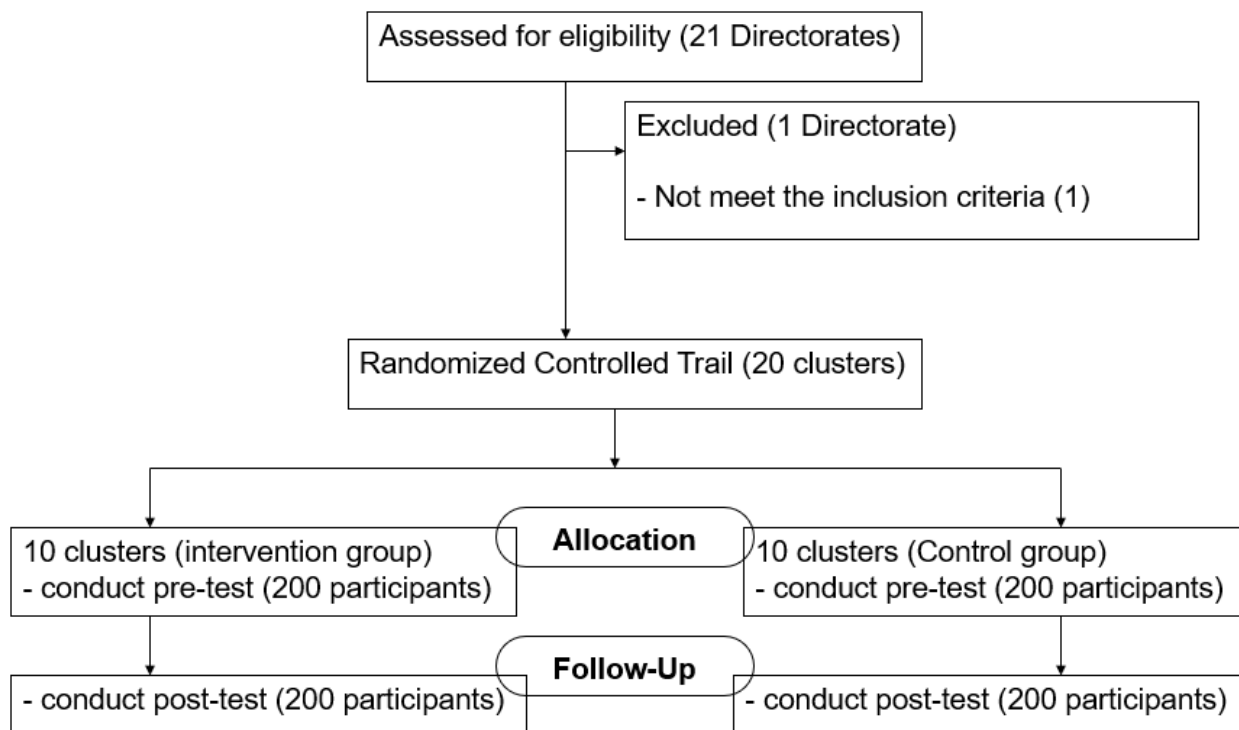 Assessed for eligibility (21 Directorates)
Excluded (1 Directorate)
- Not meet the inclusion criteria (1)
Randomized Controlled Trail (20 clusters)
Allocation
10 clusters (intervention group)
- conduct pre-test (200 participants)
10 clusters (Control group)
- conduct pre-test (200 participants)
Follow-Up
- conduct post-test (200 participants)
- conduct post-test (200 participants)